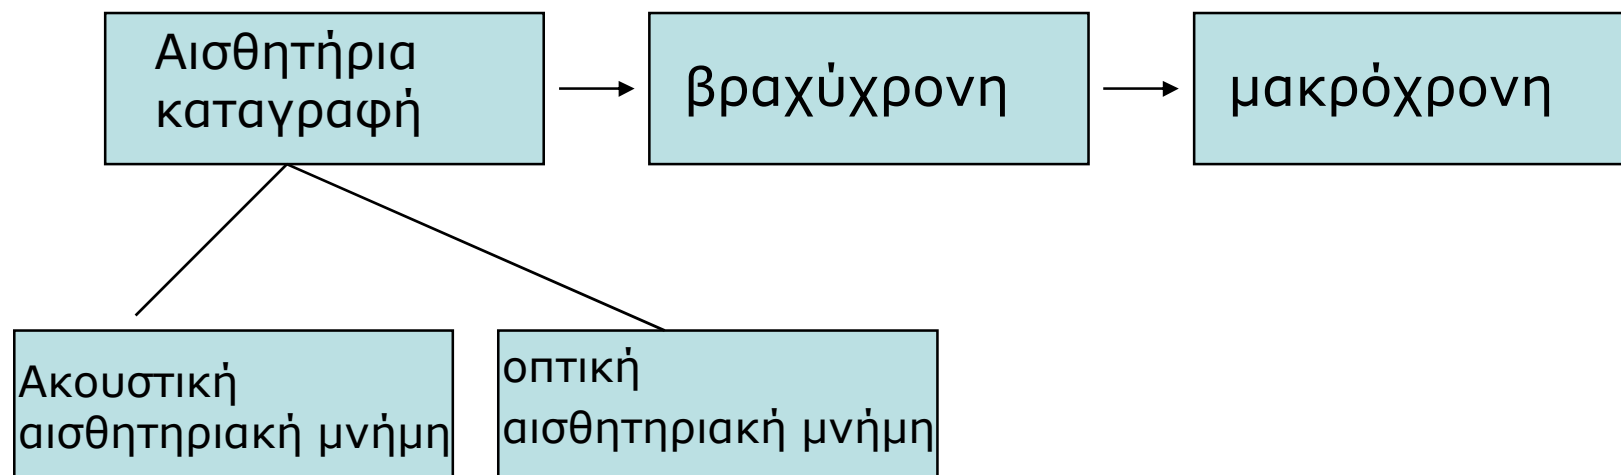 Αισθητήρια
καταγραφή
βραχύχρονη
μακρόχρονη
Ακουστική
αισθητηριακή μνήμη
οπτική
αισθητηριακή μνήμη